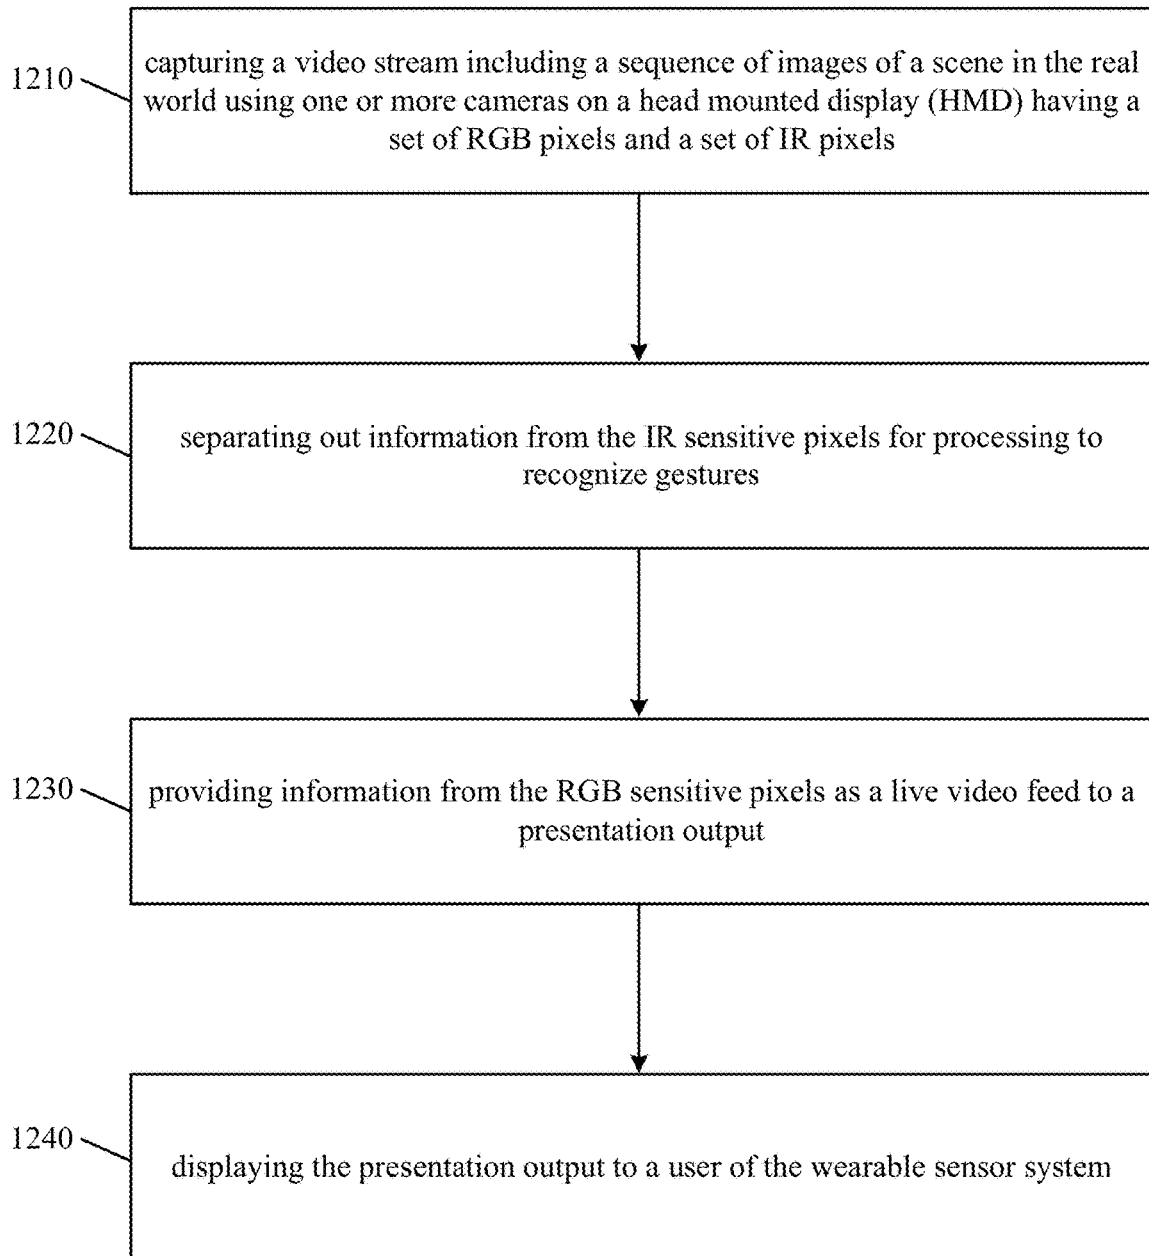 1210
capturing a video stream including a sequence of images of a scene in the real
world using one or more cameras on a head mounted display (HMD) having a
set of RGB pixels and a set of IR pixels
1220
separating out information from the IR sensitive pixels for processing to
recognize gestures
1230
providing information from the RGB sensitive pixels as a live video feed to a
presentation output
1240
displaying the presentation output to a user of the wearable sensor system